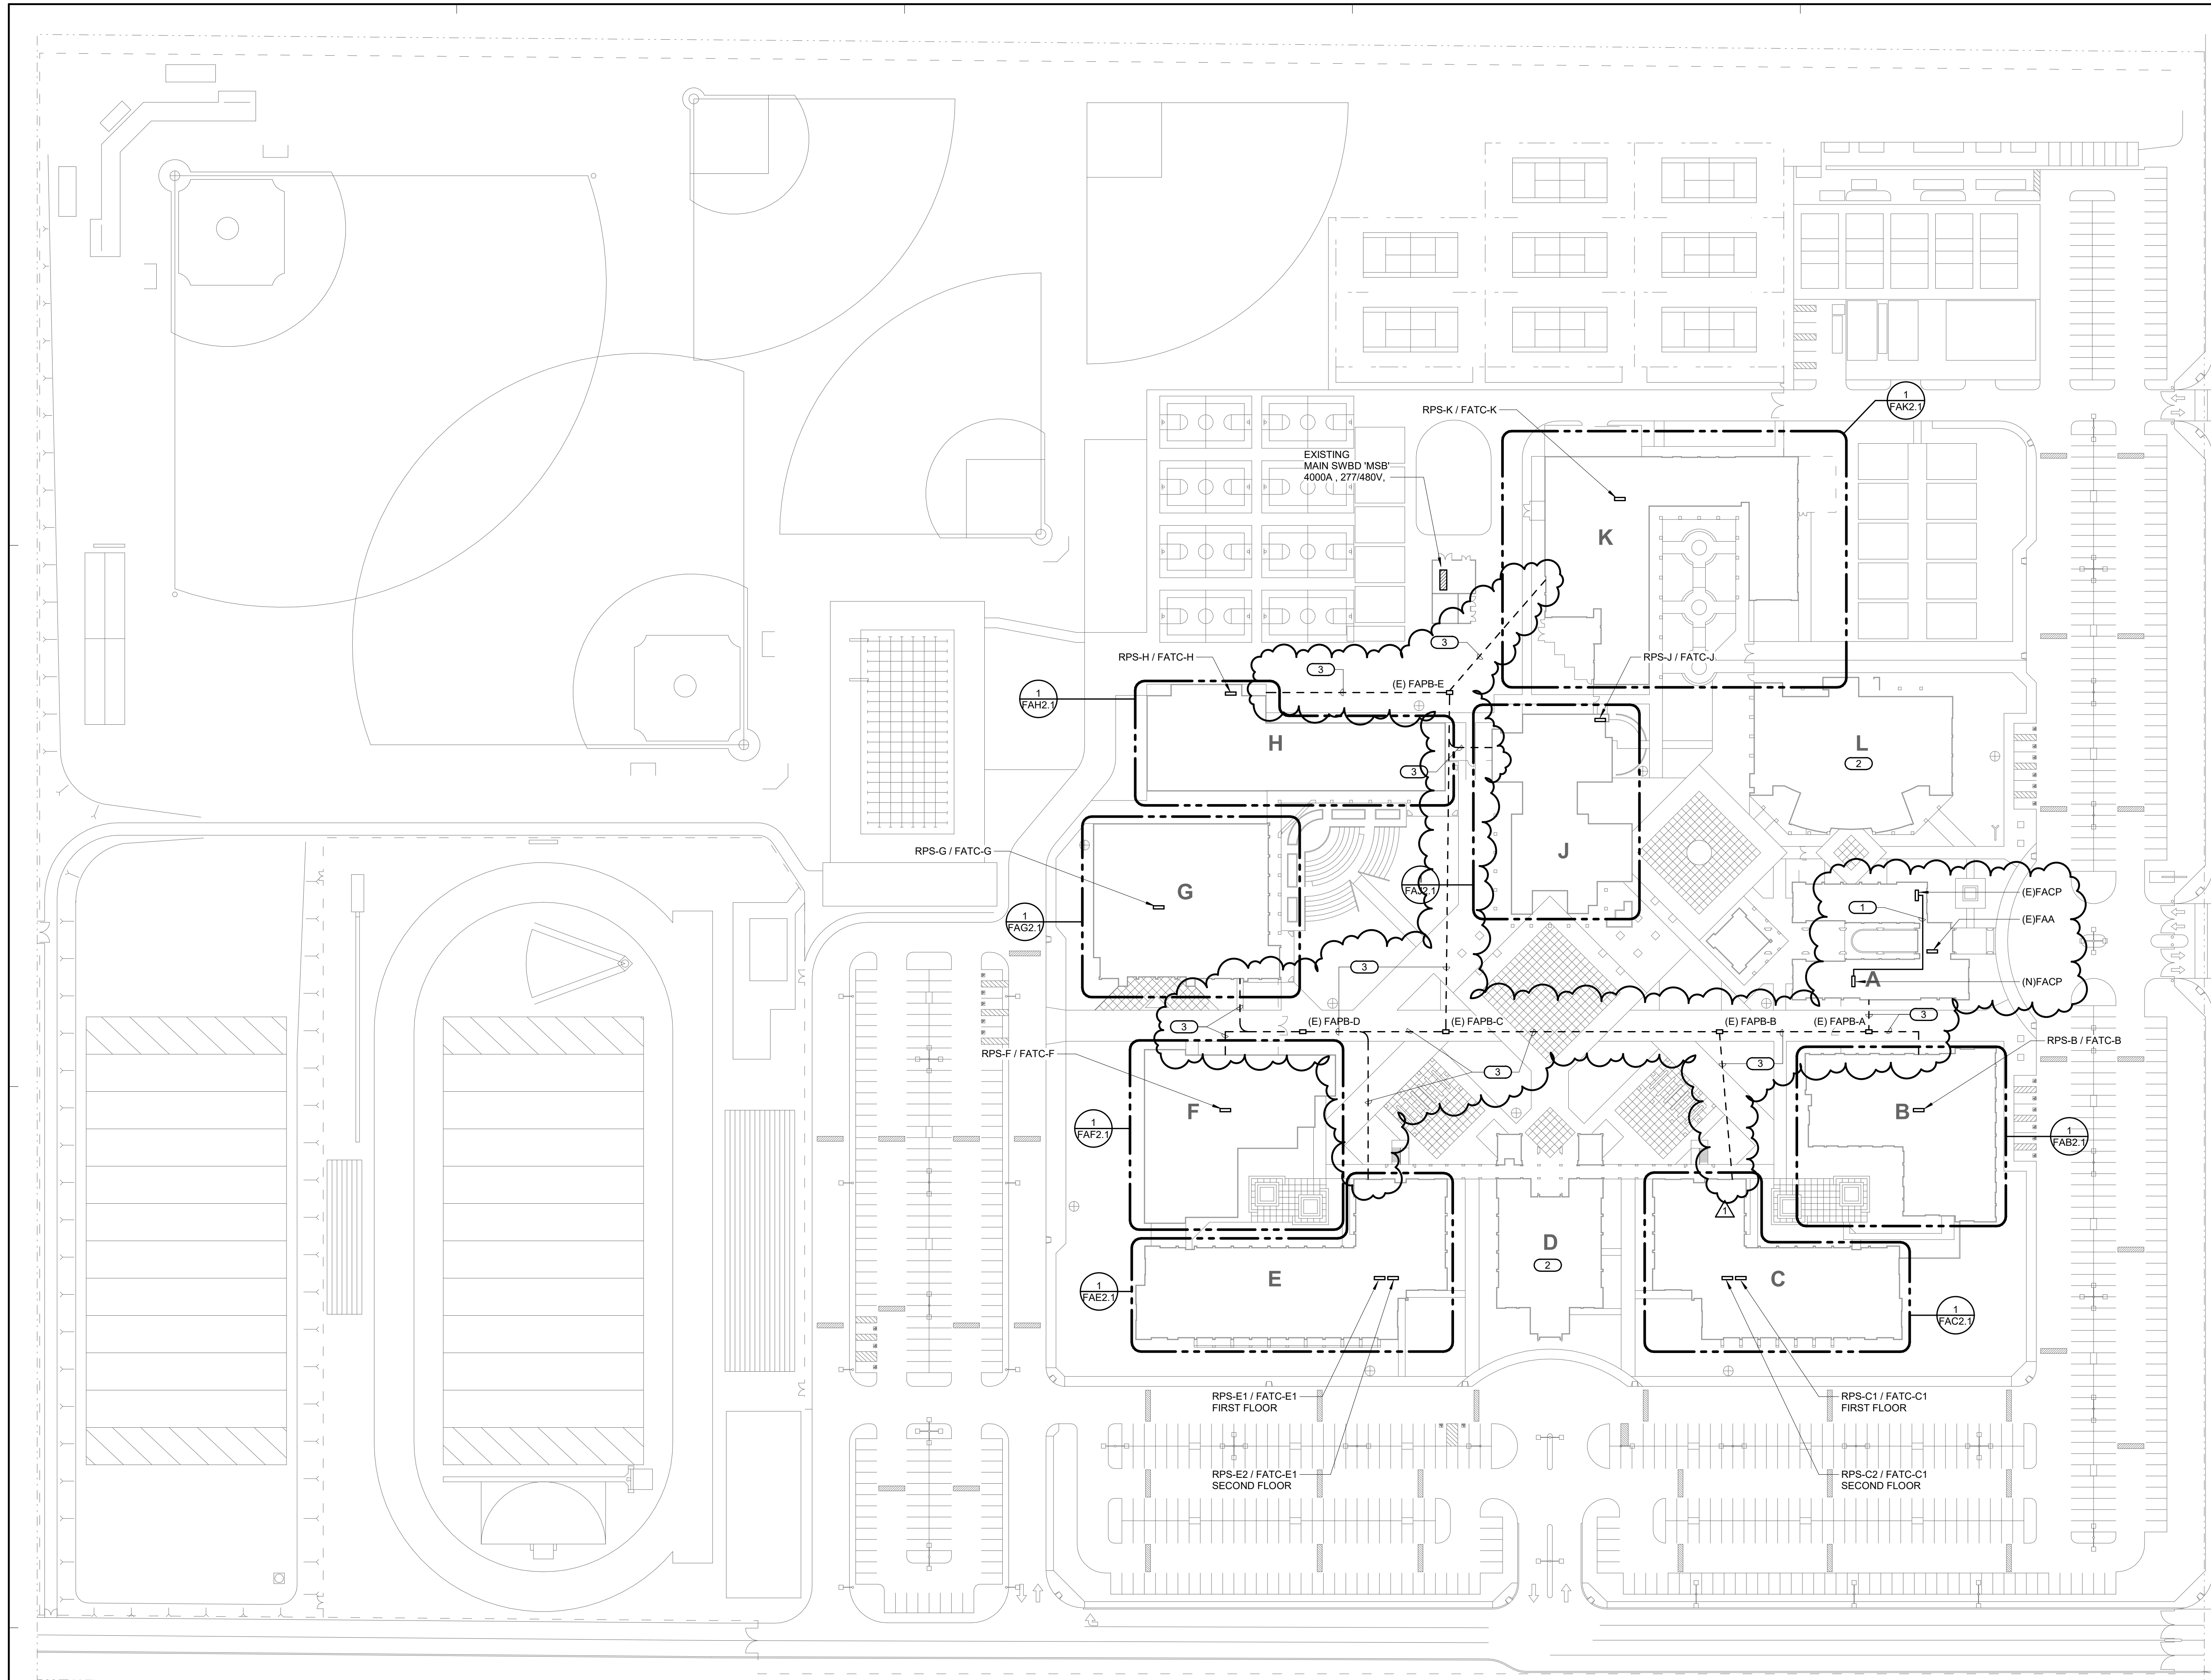 1
FAK2.1
RPS-K / FATC-K
EXISTING
MAIN SWBD 'MSB'
4000A , 277/480V,
K
3
3
RPS-H / FATC-H
RPS-J / FATC-J
(E) FAPB-E
1
FAH2.1
H
L
2
3
RPS-G / FATC-G
J
1
FAJ2.1
G
1
FAG2.1
(E)FACP
1
(E)FAA
A
(N)FACP
3
3
3
(E) FAPB-D
(E) FAPB-C
(E) FAPB-B
(E) FAPB-A
RPS-B / FATC-B
RPS-F / FATC-F
3
3
F
B
1
FAF2.1
1
FAB2.1
1
D
2
E
C
1
FAE2.1
1
FAC2.1
RPS-E1 / FATC-E1
FIRST FLOOR
RPS-C1 / FATC-C1
FIRST FLOOR
RPS-E2 / FATC-E1
SECOND FLOOR
RPS-C2 / FATC-C1
SECOND FLOOR